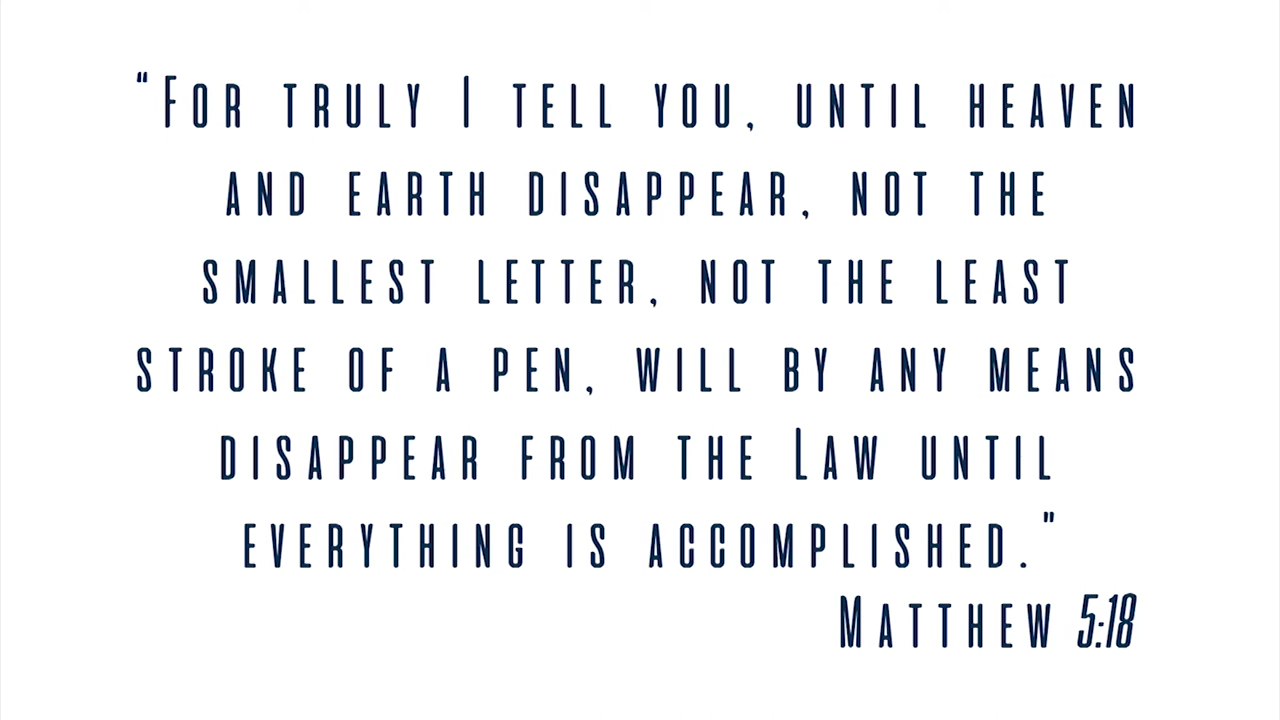 “For truly I tell you, until heaven
and earth disappear, not the
smallest letter, not the least
stroke of a pen, will by any means
disappear from the Law until
everything is accomplished.”
Matthew 5:18